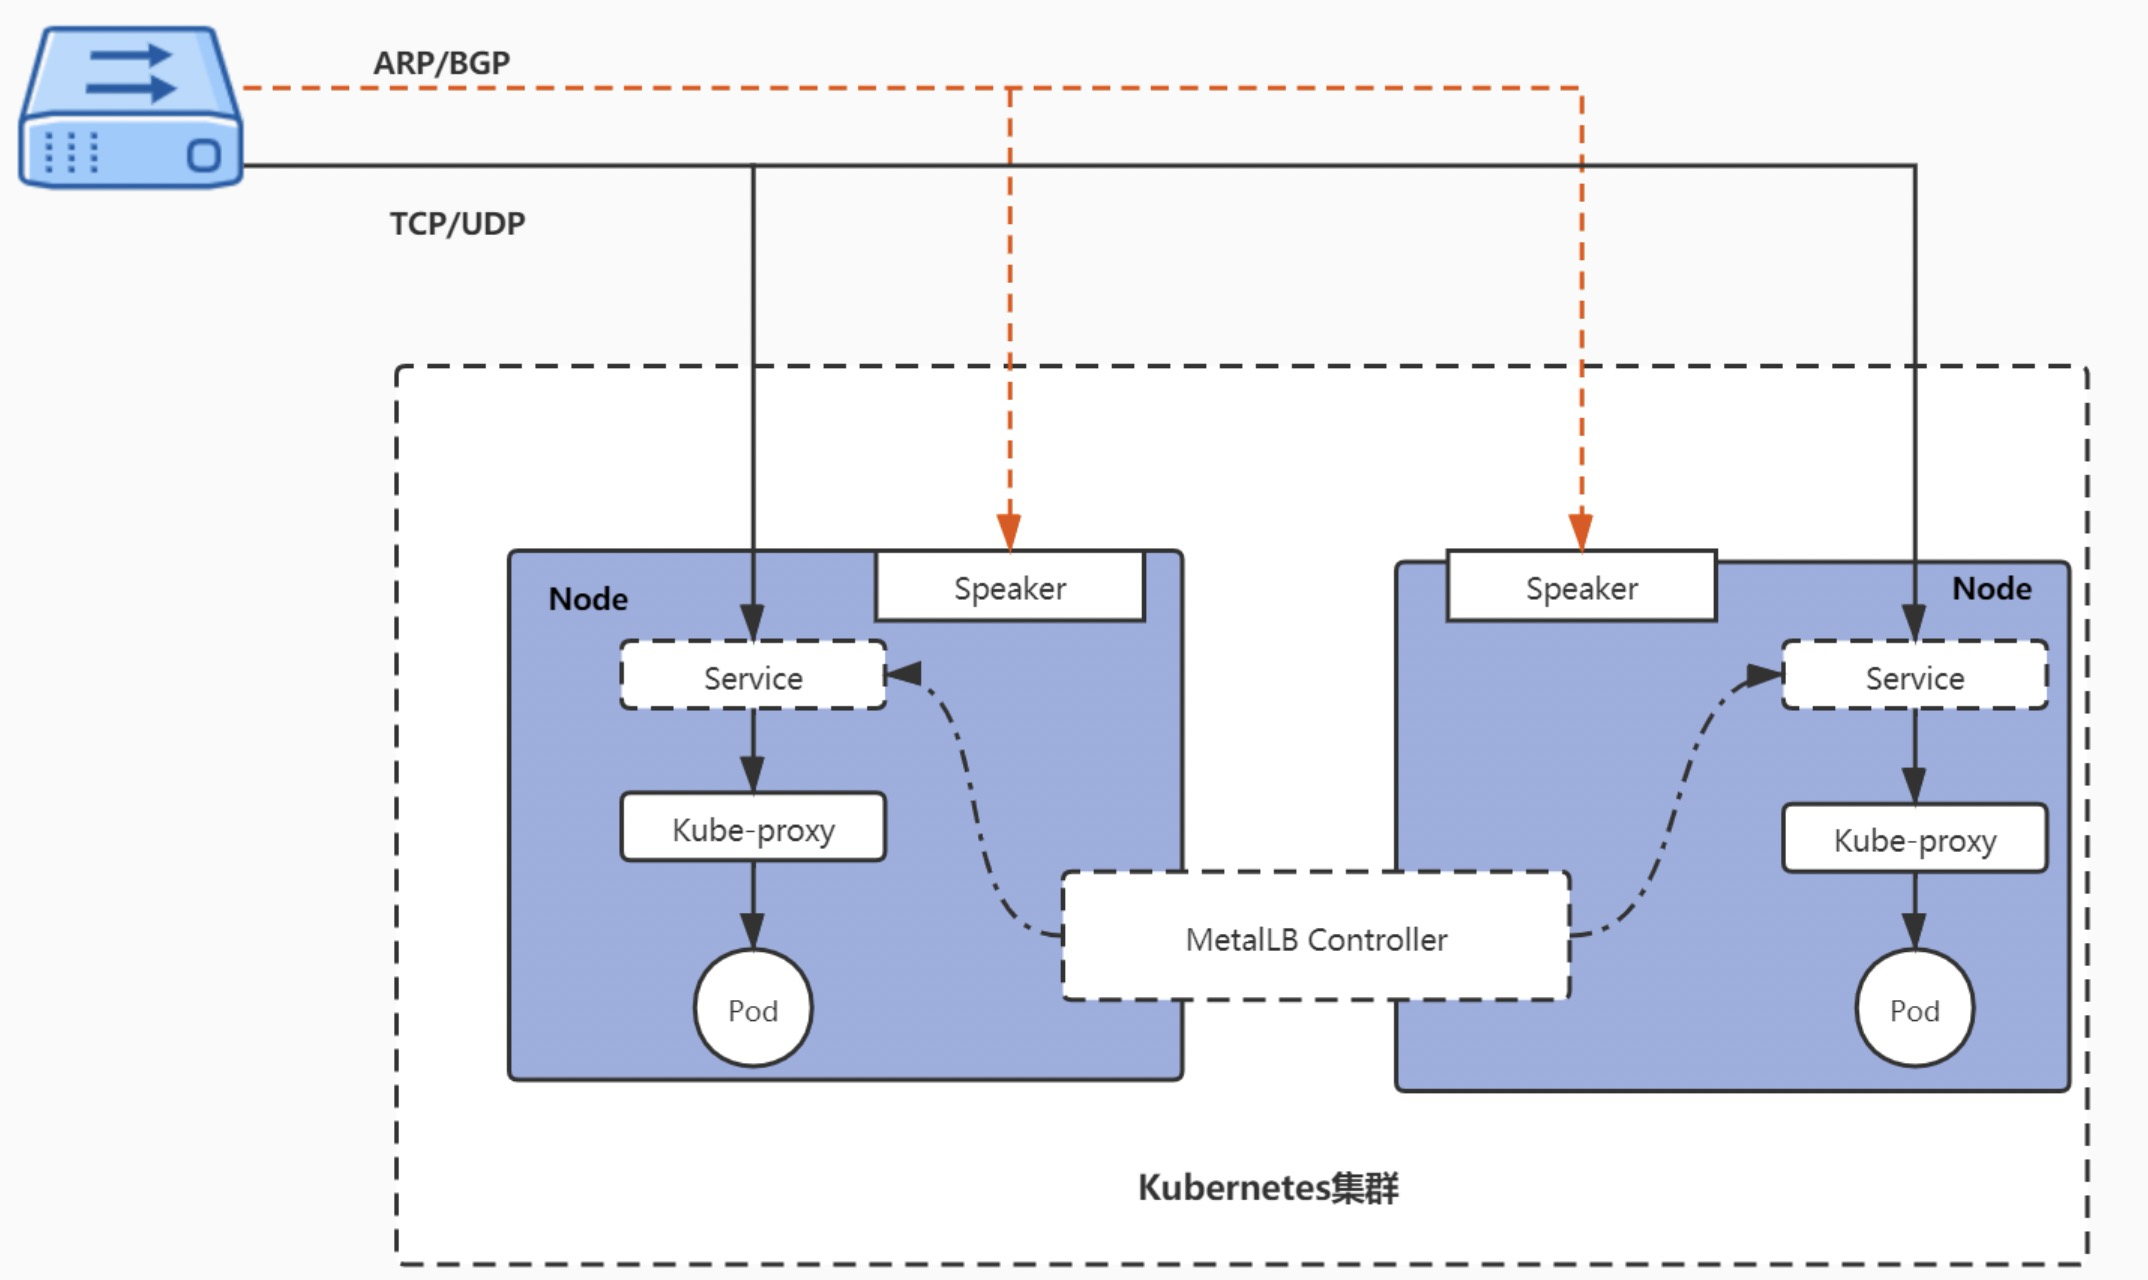 ARP/BGP
TCP/UDP
Node
Speaker
Service
Kube-proxy
Pod
Speaker
Node
Service
Kube-proxy
Pod
MetalLB Controller
Kubernetes集群